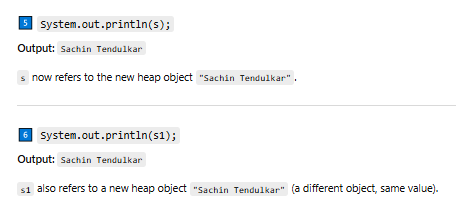 5 System.out.println(s);
Output: Sachin Tendulkar
s now refers to the new heap object "Sachin Tendulkar".
6 System.out.println(s1);
Output: Sachin Tendulkar
s1 also refers to a new heap object "Sachin Tendulkar" (a different object, same value).